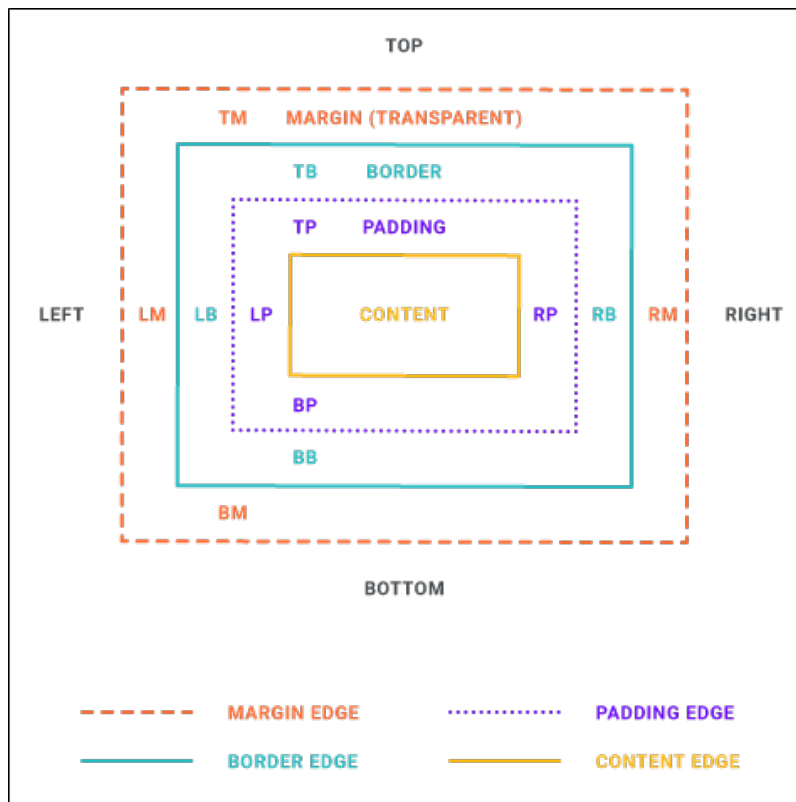 TOP
TM MARGIN (TRANSPARENT)
TB BORDER
TP PADDING
LEFT LM LB LP CONTENT RP RB RM RIGHT
BP
BB
BM
BOTTOM
MARGIN EDGE PADDING EDGE
BORDER EDGE CONTENT EDGE